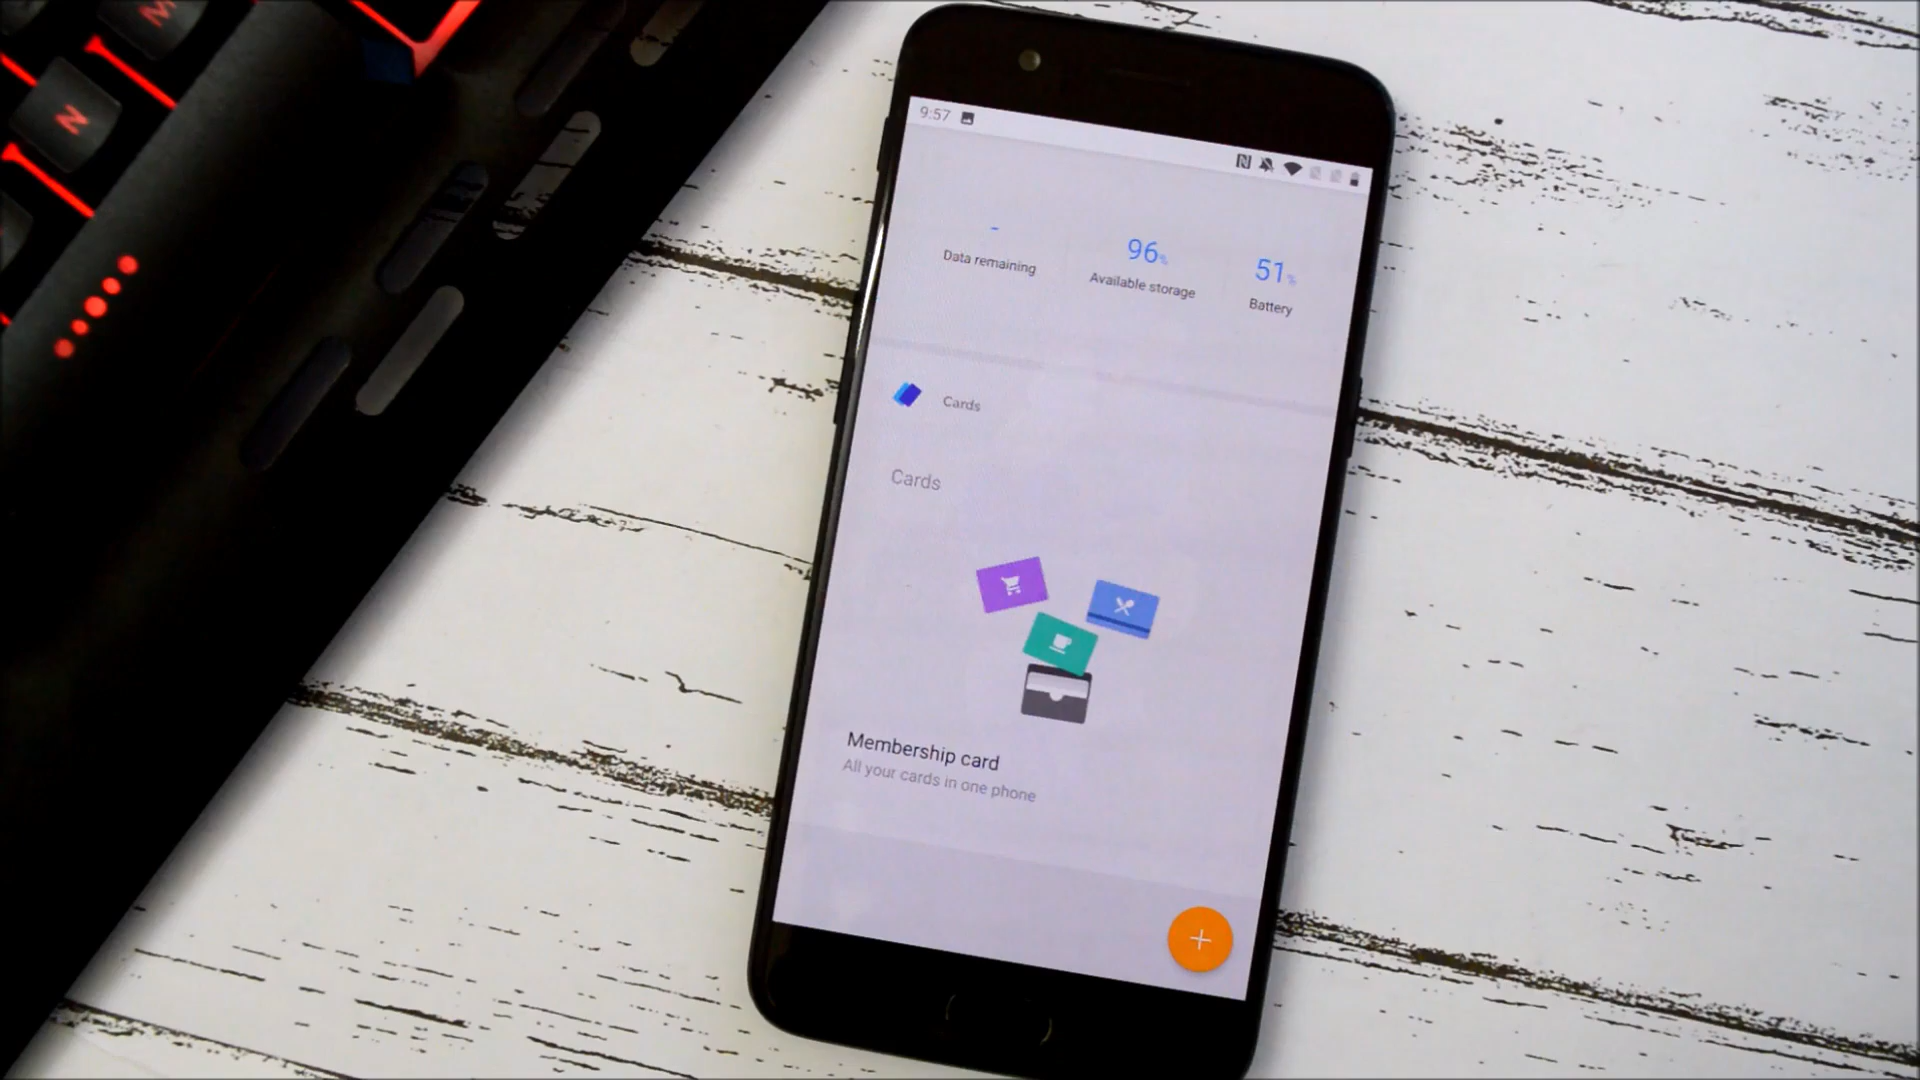 M
N
9:57
-
96%
51%
Data remaining
Available storage
Battery
Cards
Cards
Membership card
All your cards in one phone